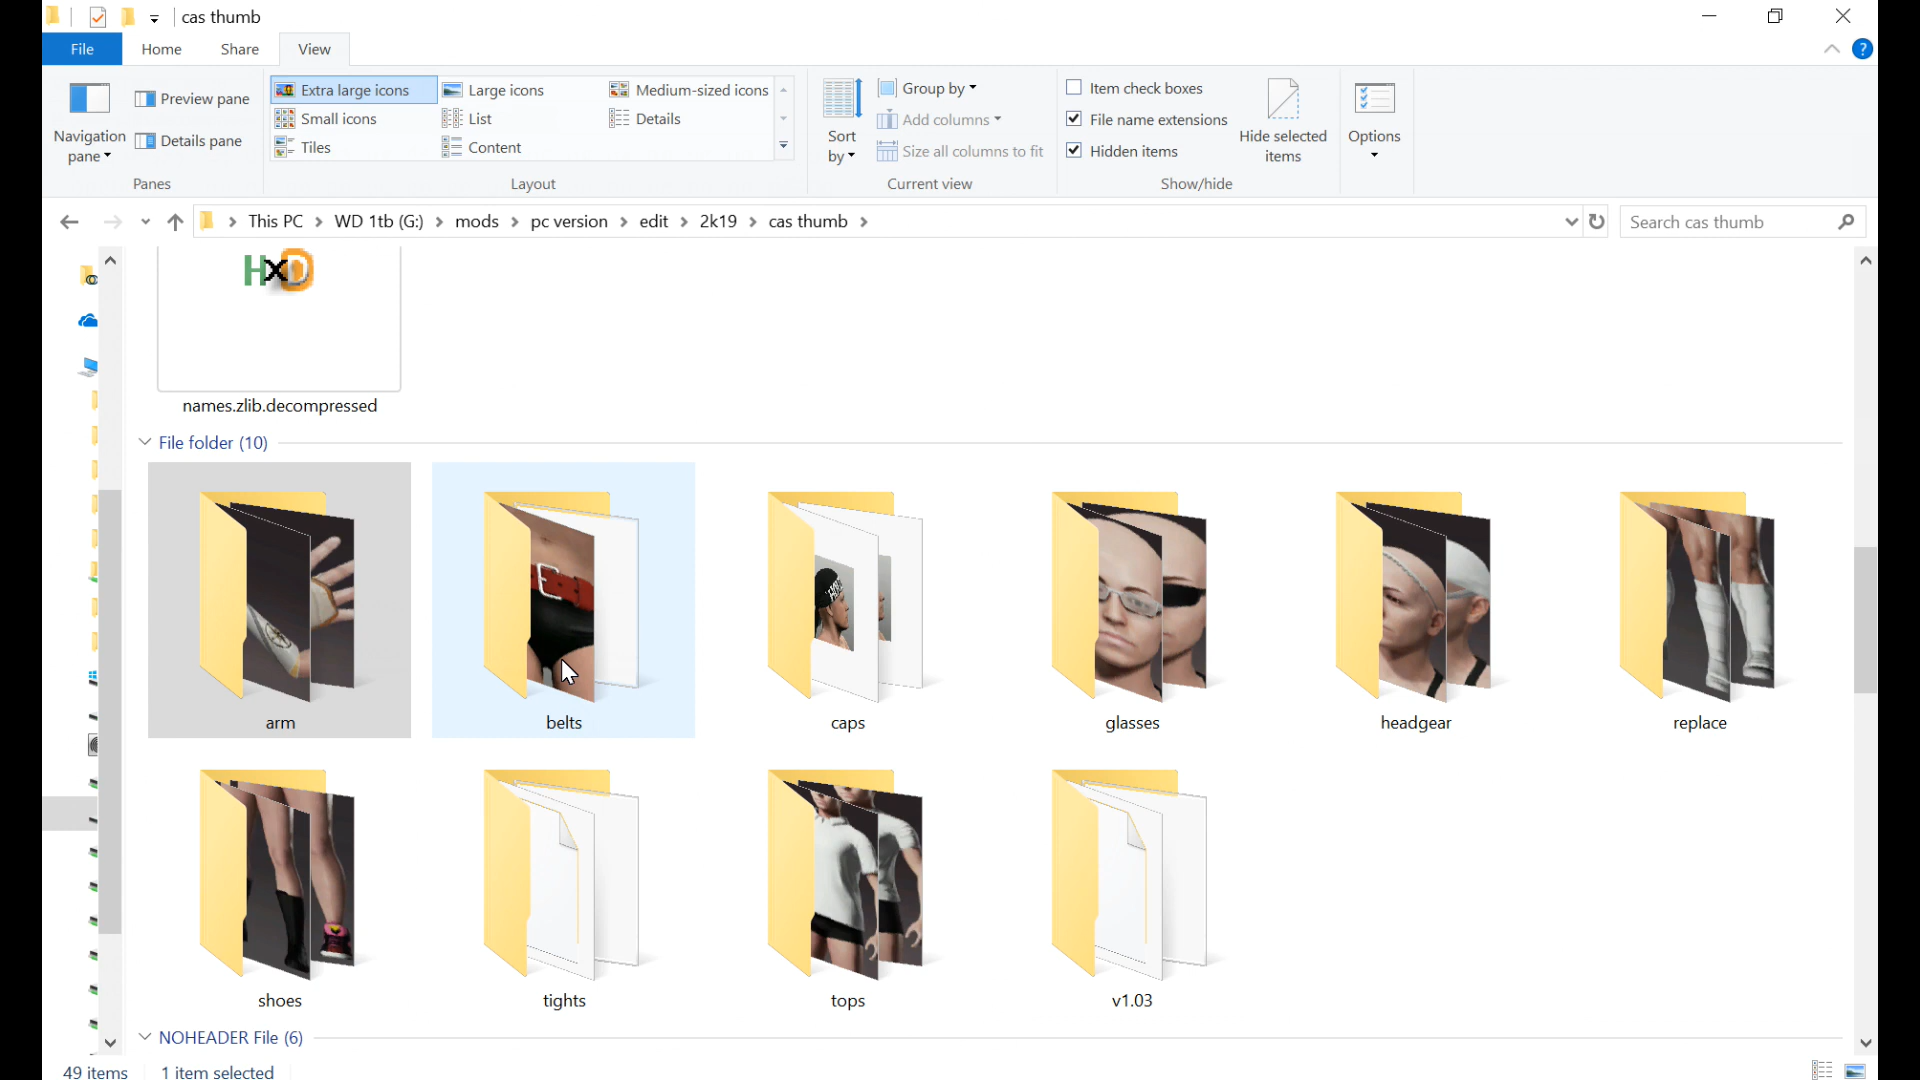 cas thumb
File Home Share View
Navigation pane
Preview pane
Details pane
Panes
Extra large icons Large icons Medium-sized icons
Small icons List Details
Tiles Content
Layout
Sort by
Group by
Add columns
Size all columns to fit
Current view
Item check boxes
File name extensions
Hidden items
Hide selected items
Show/hide
Options
This PC > WD 1tb (G:) > mods > pc version > edit > 2k19 > cas thumb >
Search cas thumb
HxD
names.zlib.decompressed
File folder (10)
arm belts caps glasses headgear replace
shoes tights tops v1.03
NOHEADER File (6)
49 items 1 item selected